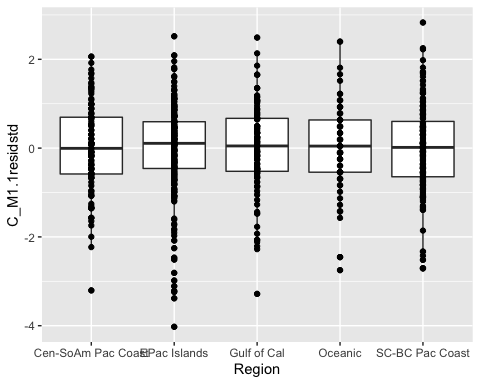 2
0
-2
-4
C_M1.1residstd
Cen-SoAm Pac Coast
EPac Islands
Gulf of Cal
Oceanic
SC-BC Pac Coast
Region